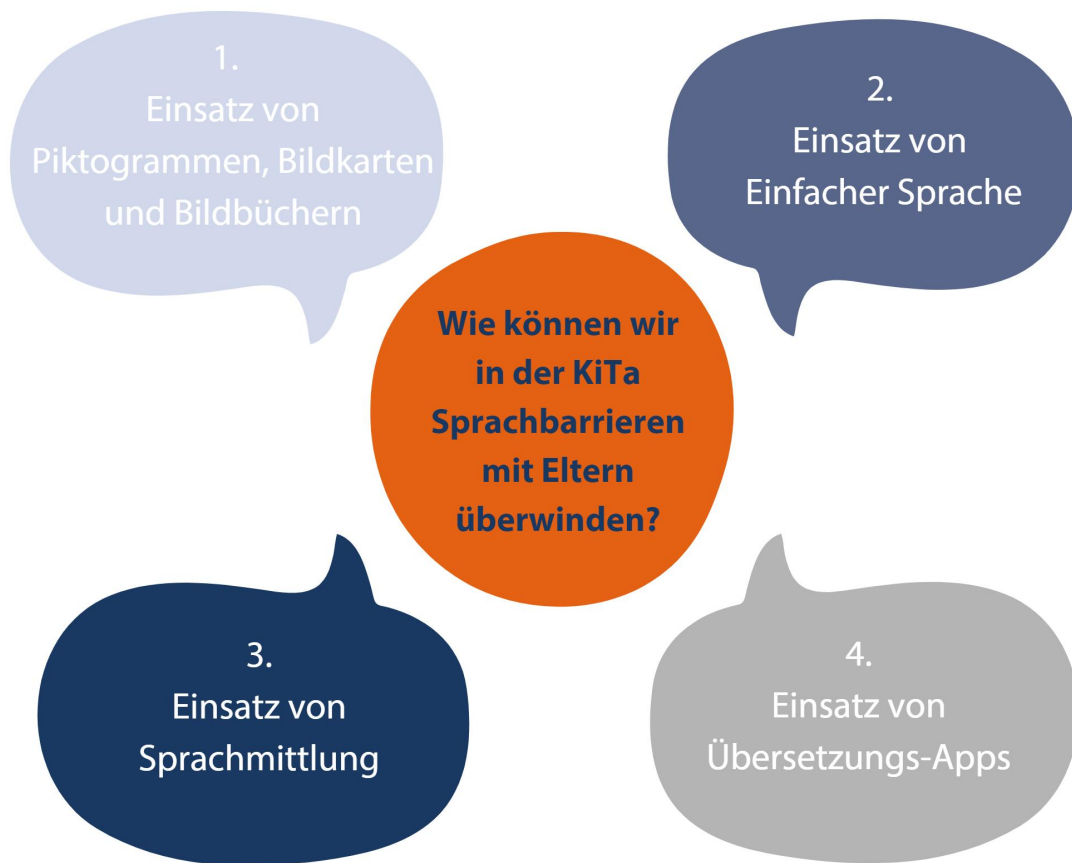 1.
Einsatz von
Piktogrammen, Bildkarten
und Bildbüchern
2.
Einsatz von
Einfacher Sprache
Wie können wir
in der KiTa
Sprachbarrieren
mit Eltern
überwinden?
3.
Einsatz von
Sprachmittlung
4.
Einsatz von
Übersetzungs-Apps